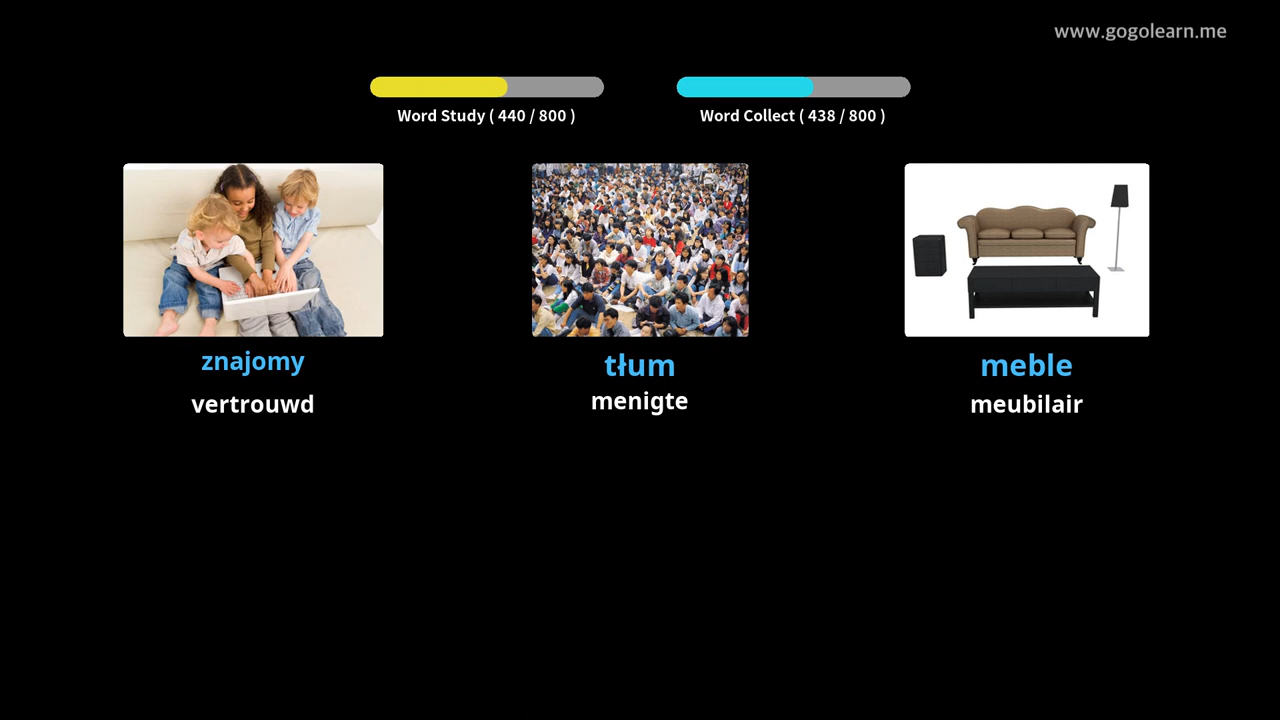 www.gogolearn.me
Word Study ( 440 / 800 )
Word Collect ( 438 / 800 )
znajomy
vertrouwd
tłum
menigte
meble
meubilair